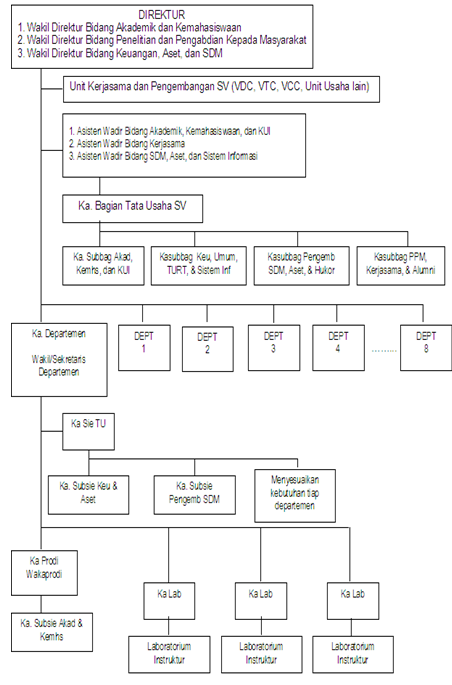 DIREKTUR
1. Wakil Direktur Bidang Akademik dan Kemahasiswaan
2. Wakil Direktur Bidang Penelitian dan Pengabdian Kepada Masyarakat
3. Wakil Direktur Bidang Keuangan, Aset, dan SDM
Unit Kerjasama dan Pengembangan SV (VDC, VTC, VCC, Unit Usaha lain)
1. Asisten Wadir Bidang Akademik, Kemahasiswaan, dan KUI
2. Asisten Wadir Bidang Kerjasama
3. Asisten Wadir Bidang SDM, Aset, dan Sistem Informasi
Ka. Bagian Tata Usaha SV
Ka. Subbag Akad,
Kemhs, dan KUI
Kasubbag Keu, Umum,
TURT, & Sistem Inf
Kasubbag Pengemb
SDM, Aset, & Hukor
Kasubbag PPM,
Kerjasama, & Alumni
Ka. Departemen
Wakil/Sekretaris
Departemen
DEPT
1
DEPT
2
DEPT
3
DEPT
4
.........
DEPT
8
Ka Sie TU
Ka. Subsie Keu &
Aset
Ka. Subsie
Pengemb SDM
Menyesuaikan
kebutuhan tiap
departemen
Ka Prodi
Wakaprodi
Ka. Subsie Akad &
Kemhs
Ka Lab
Ka Lab
Ka Lab
Laboratorium
Instruktur
Laboratorium
Instruktur
Laboratorium
Instruktur